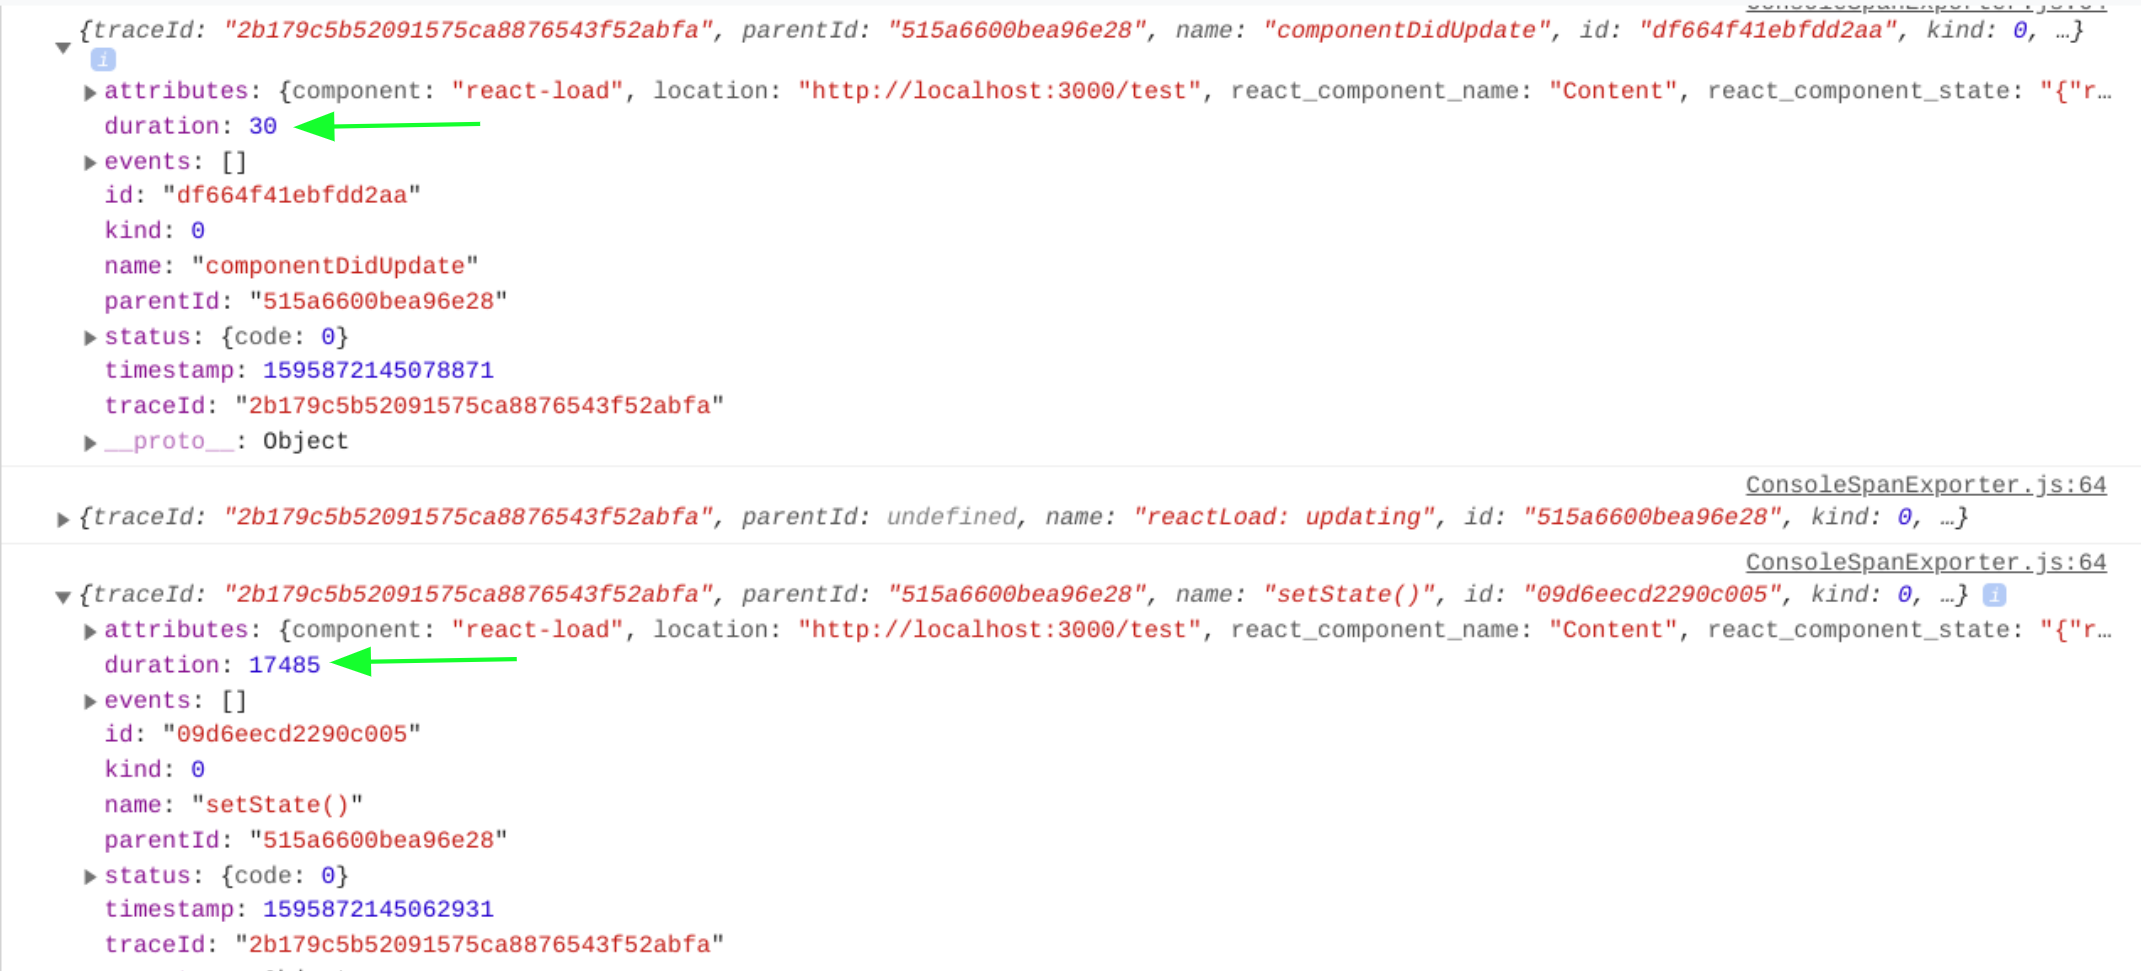 ConsoleSpanExporter.js:64
{traceId: "2b179c5b52091575ca8876543f52abfa", parentId: "515a6600bea96e28", name: "componentDidUpdate", id: "df664f41ebfdd2aa", kind: 0, …}
i
attributes: {component: "react-load", location: "http://localhost:3000/test", react_component_name: "Content", react_component_state: "{"r…
duration: 30
events: []
id: "df664f41ebfdd2aa"
kind: 0
name: "componentDidUpdate"
parentId: "515a6600bea96e28"
status: {code: 0}
timestamp: 1595872145078871
traceId: "2b179c5b52091575ca8876543f52abfa"
__proto__: Object
ConsoleSpanExporter.js:64
{traceId: "2b179c5b52091575ca8876543f52abfa", parentId: undefined, name: "reactLoad: updating", id: "515a6600bea96e28", kind: 0, …}
ConsoleSpanExporter.js:64
{traceId: "2b179c5b52091575ca8876543f52abfa", parentId: "515a6600bea96e28", name: "setState()", id: "09d6eecd2290c005", kind: 0, …} i
attributes: {component: "react-load", location: "http://localhost:3000/test", react_component_name: "Content", react_component_state: "{"r…
duration: 17485
events: []
id: "09d6eecd2290c005"
kind: 0
name: "setState()"
parentId: "515a6600bea96e28"
status: {code: 0}
timestamp: 1595872145062931
traceId: "2b179c5b52091575ca8876543f52abfa"